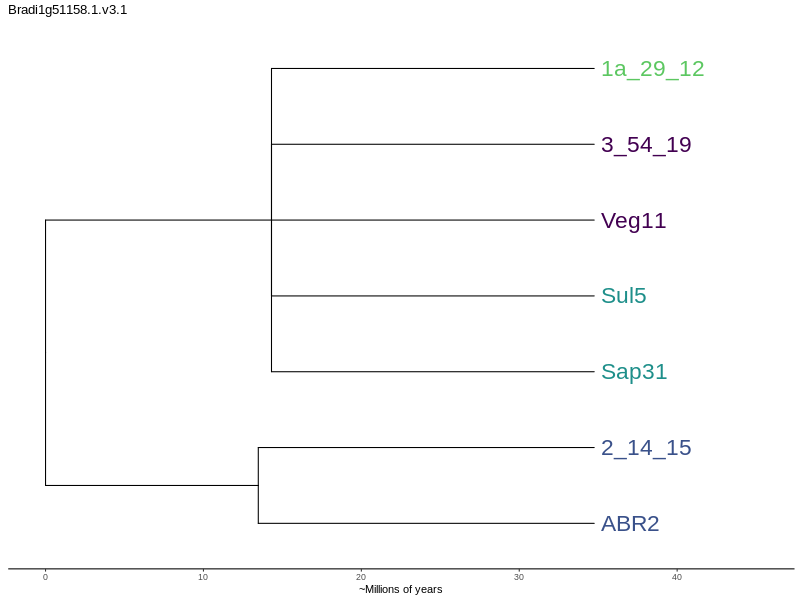 Bradi1g51158.1.v3.1
1a_29_12
3_54_19
Veg11
Sul5
Sap31
2_14_15
ABR2
0 10 20 30 40
~Millions of years